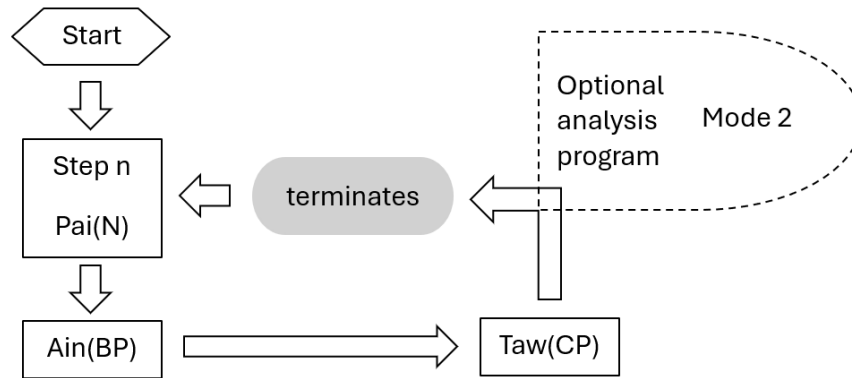 Start
Step n
Pai(N)
Ain(BP)
Taw(CP)
terminates
Optional
analysis
program
Mode 2